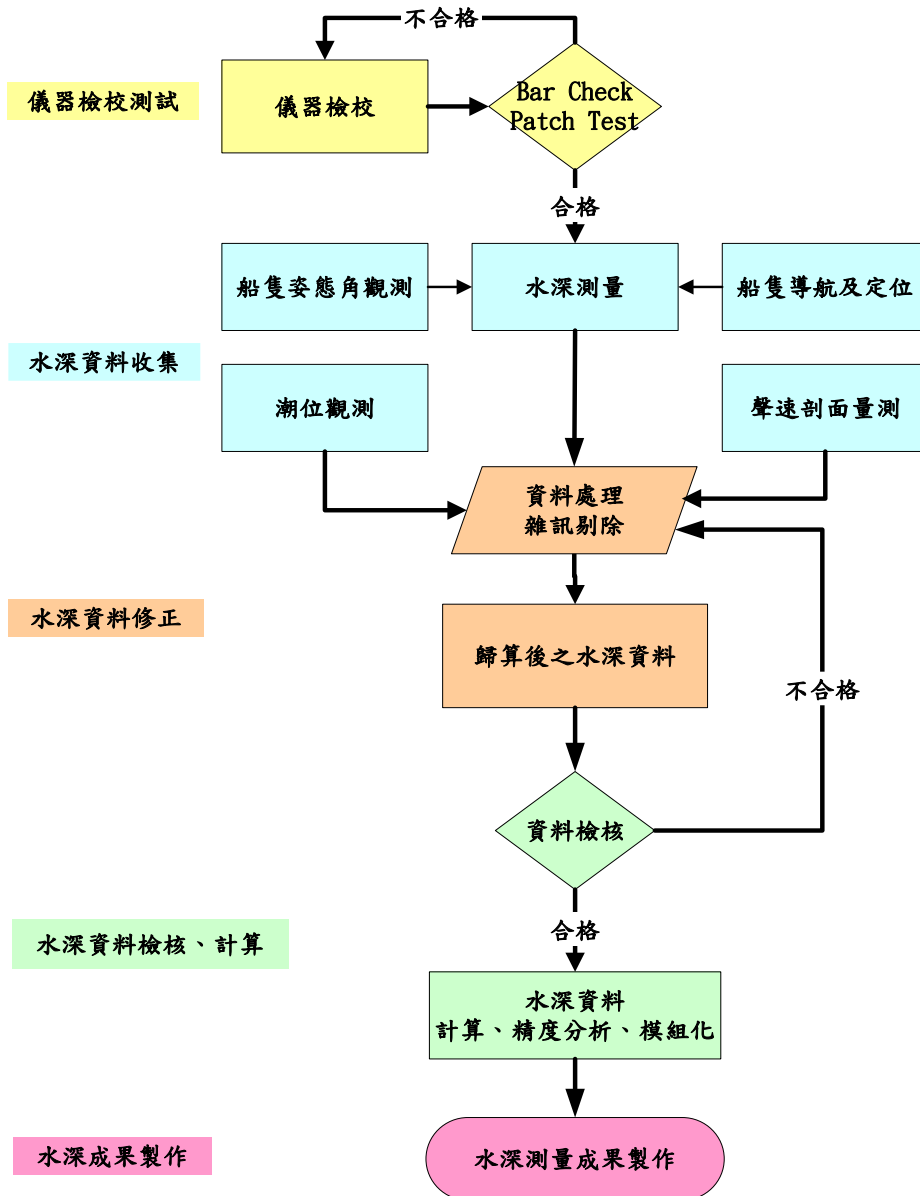 不合格
儀器檢校測試
儀器檢校
Bar Check
Patch Test
合格
船隻姿態角觀測
水深測量
船隻導航及定位
水深資料收集
潮位觀測
聲速剖面量測
資料處理
雜訊剔除
水深資料修正
歸算後之水深資料
不合格
資料檢核
水深資料檢核、計算
合格
水深資料
計算、精度分析、模組化
水深成果製作
水深測量成果製作